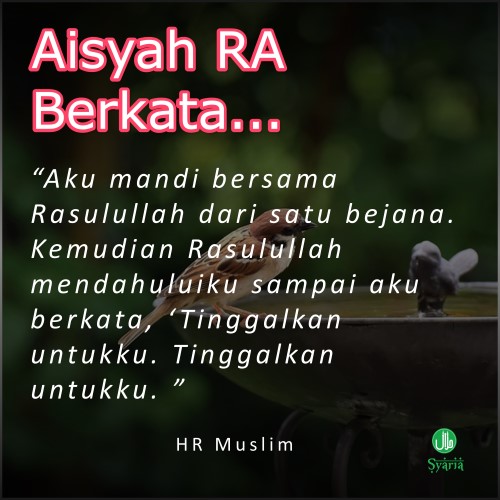 Aisyah RA
Berkata...
“Aku mandi bersama
Rasulullah dari satu bejana.
Kemudian Rasulullah
mendahuluiku sampai aku
berkata, ‘Tinggalkan
untukku. Tinggalkan
untukku. ”
HR Muslim
حلال
Syaria